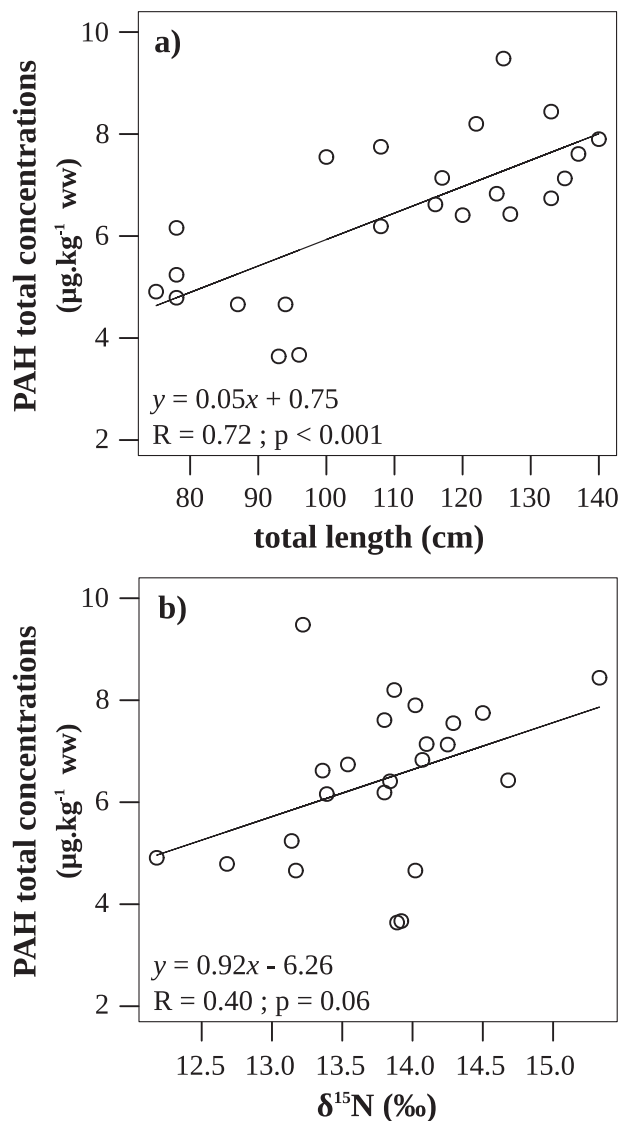 a)
PAH total concentrations
(µg.kg⁻¹ ww)
10
8
6
4
2
y = 0.05x + 0.75
R = 0.72 ; p < 0.001
80 90 100 110 120 130 140
total length (cm)
b)
PAH total concentrations
(µg.kg⁻¹ ww)
10
8
6
4
2
y = 0.92x - 6.26
R = 0.40 ; p = 0.06
12.5 13.0 13.5 14.0 14.5 15.0
δ¹⁵N (‰)